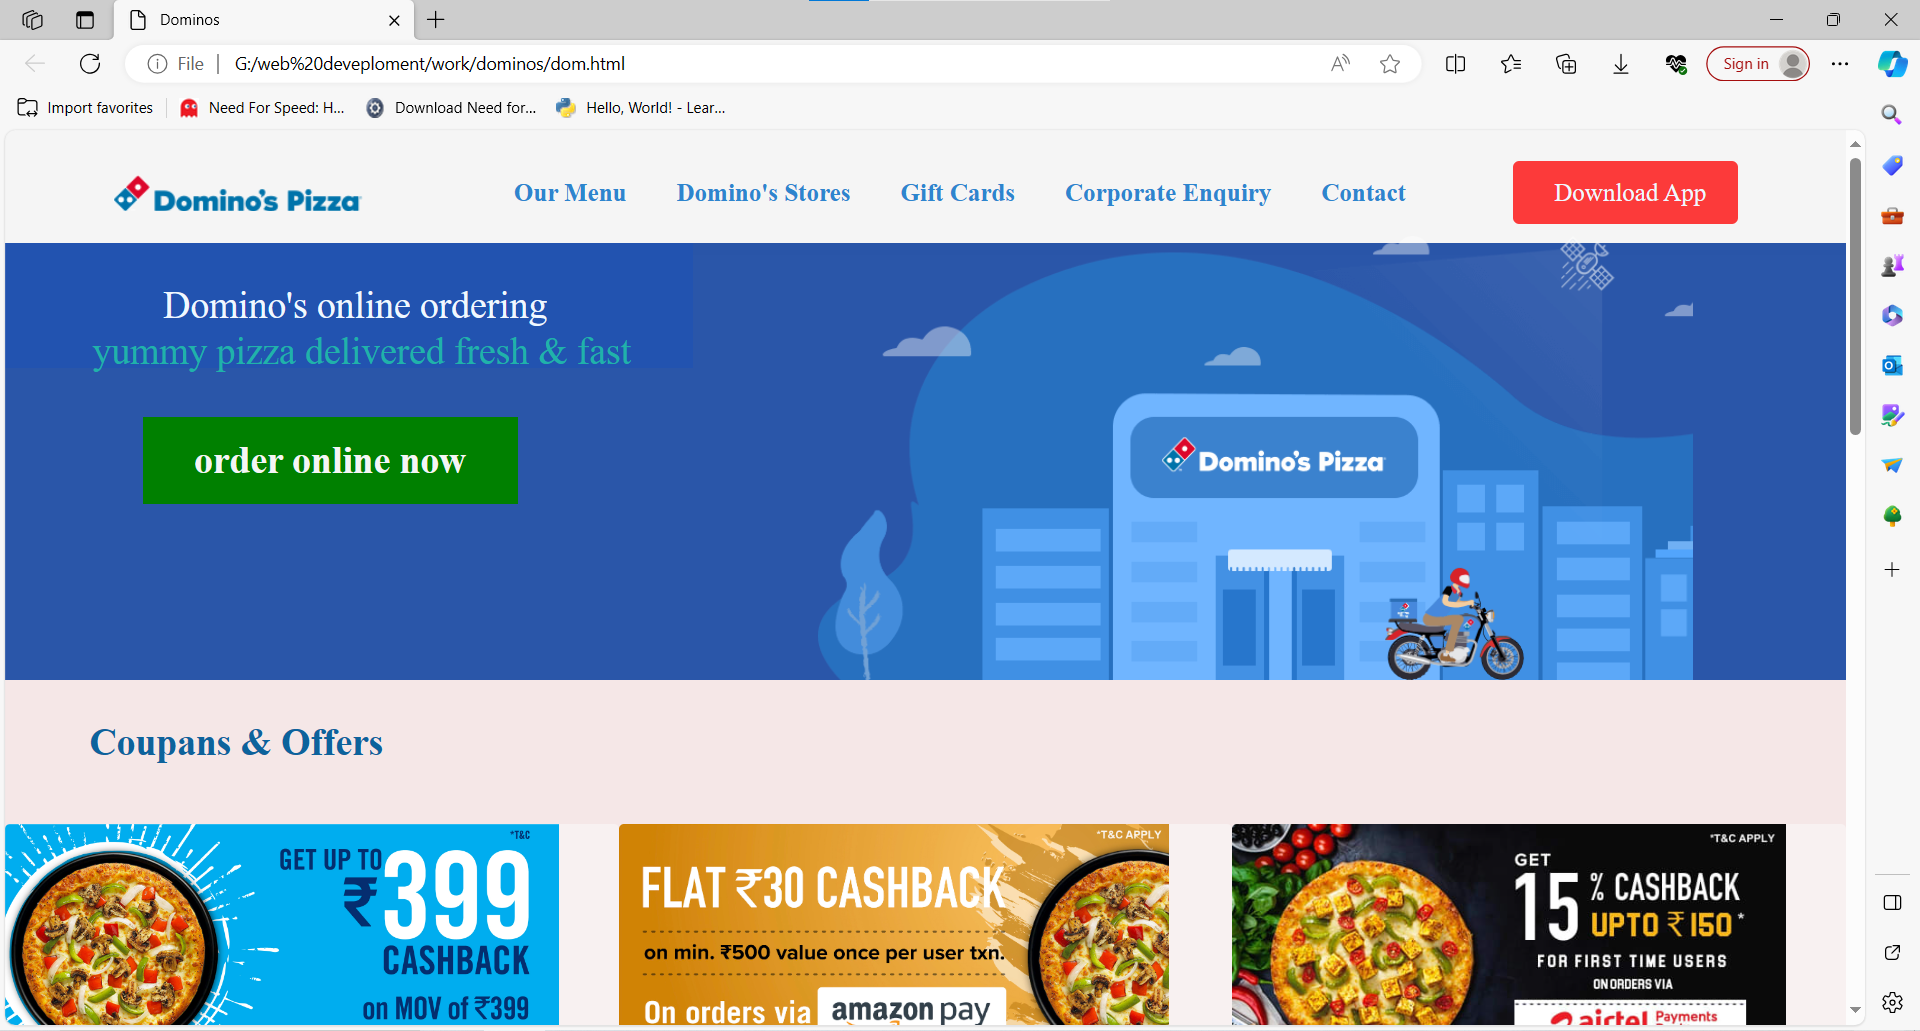 Dominos
File
G:/web%20deveploment/work/dominos/dom.html
Sign in
Import favorites
Need For Speed: H...
Download Need for...
Hello, World! - Lear...
Domino's Pizza
Our Menu
Domino's Stores
Gift Cards
Corporate Enquiry
Contact
Download App
Domino's online ordering
yummy pizza delivered fresh & fast
order online now
Domino's Pizza
Coupans & Offers
*T&C
GET UP TO
₹399
CASHBACK
on MOV of ₹399
*T&C APPLY
FLAT ₹30 CASHBACK
on min. ₹500 value once per user txn.
On orders via amazon pay
*T&C APPLY
GET
15% CASHBACK
UPTO ₹150*
FOR FIRST TIME USERS
ON ORDERS VIA
airtel Payments